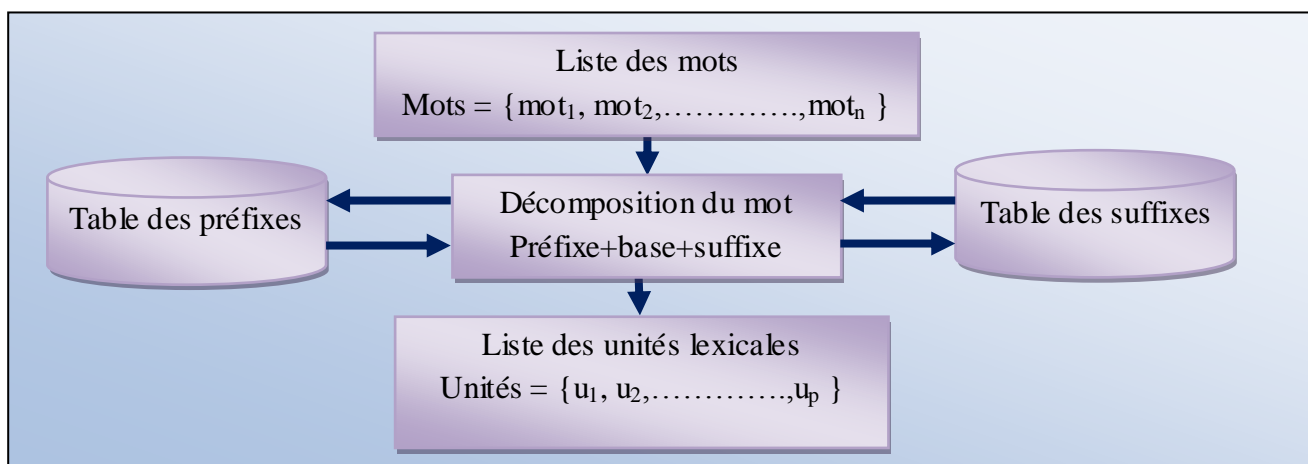 Liste des mots
Mots = {mot₁, mot₂,………….,motₙ }
Table des préfixes
Décomposition du mot
Préfixe+base+suffixe
Table des suffixes
Liste des unités lexicales
Unités = {u₁, u₂,………….,uₚ }